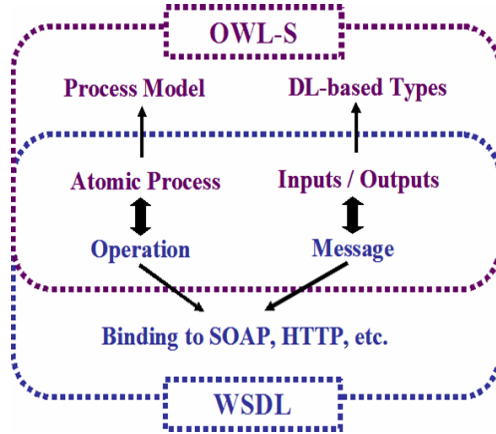 OWL-S
Process Model
DL-based Types
Atomic Process
Inputs / Outputs
Operation
Message
Binding to SOAP, HTTP, etc.
WSDL